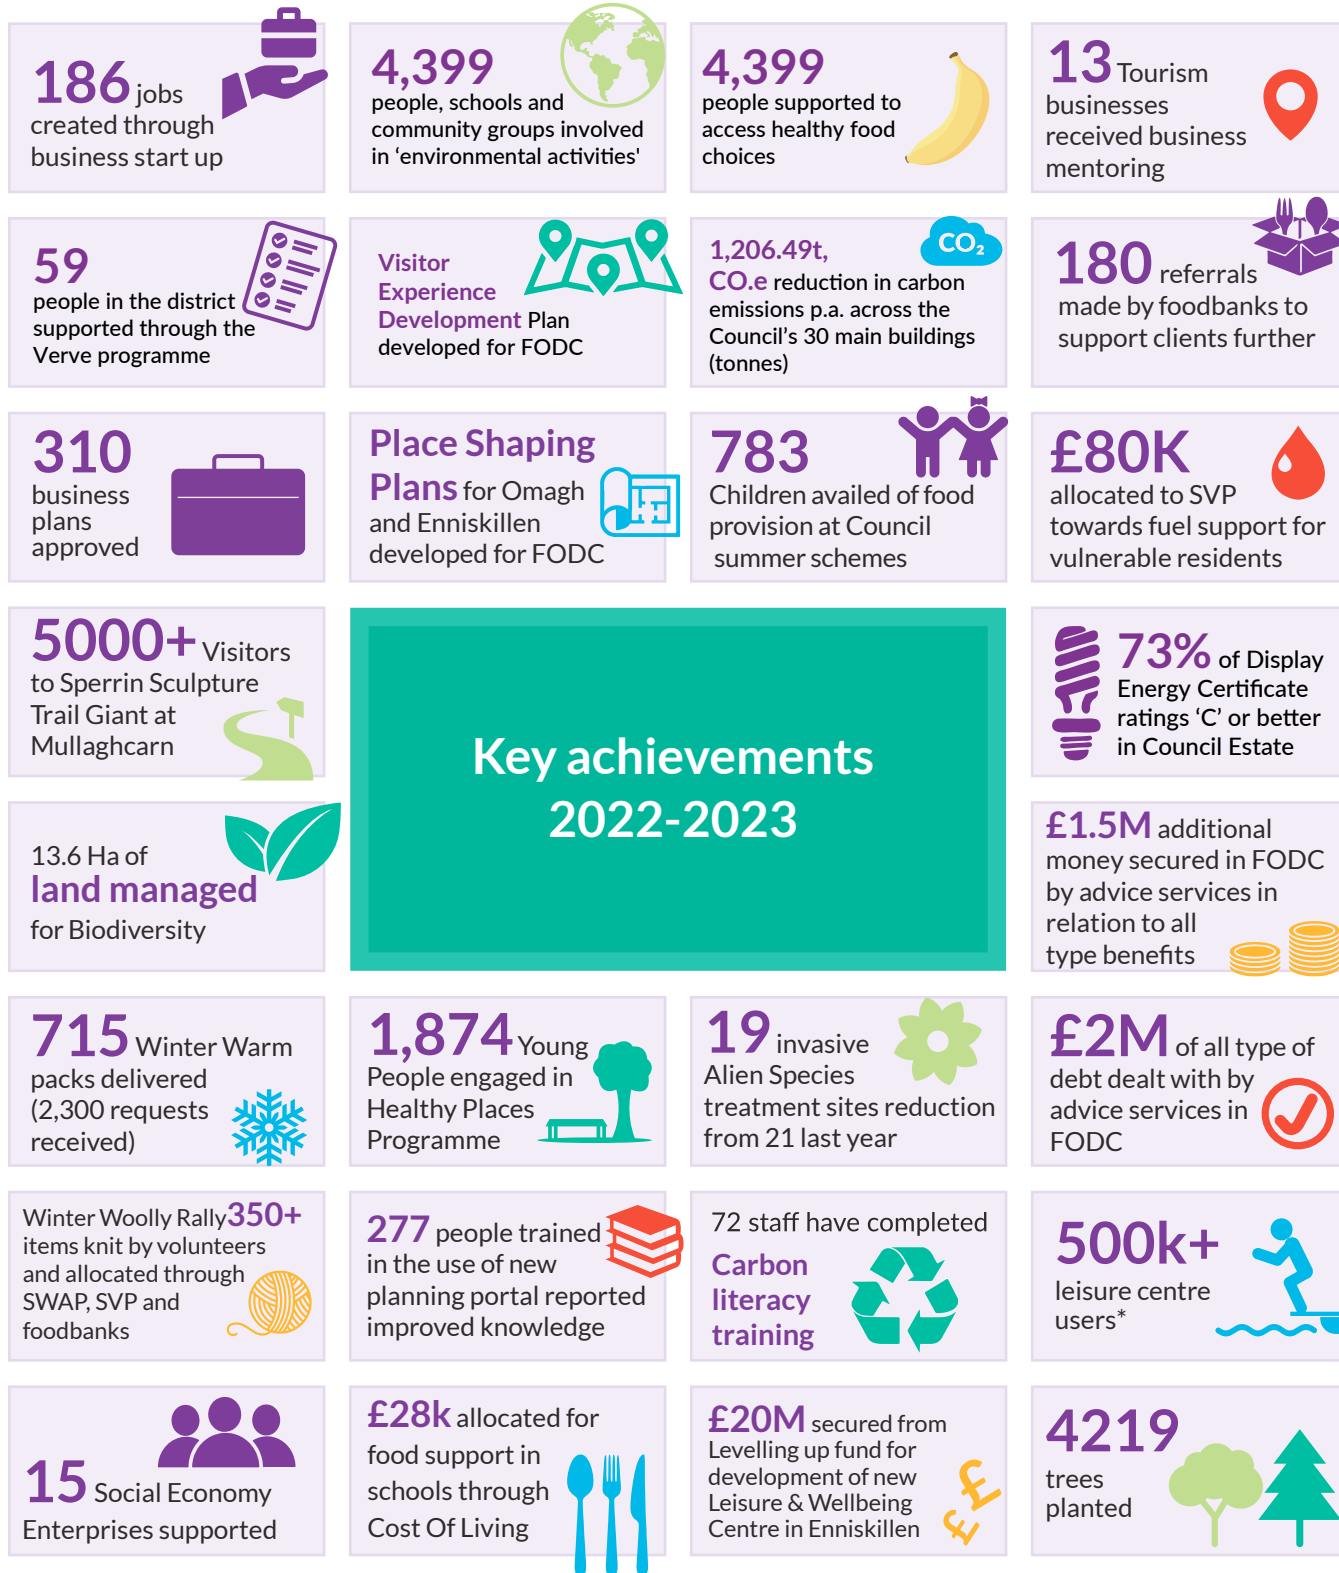 186 jobs
created through
business start up
4,399
people, schools and
community groups involved
in ‘environmental activities'
4,399
people supported to
access healthy food
choices
13 Tourism
businesses
received business
mentoring
59
people in the district
supported through the
Verve programme
Visitor
Experience
Development Plan
developed for FODC
CO₂
1,206.49t,
CO.e reduction in carbon
emissions p.a. across the
Council’s 30 main buildings
(tonnes)
180 referrals
made by foodbanks to
support clients further
310
business
plans
approved
Place Shaping
Plans for Omagh
and Enniskillen
developed for FODC
783
Children availed of food
provision at Council
summer schemes
£80K
allocated to SVP
towards fuel support for
vulnerable residents
5000+ Visitors
to Sperrin Sculpture
Trail Giant at
Mullaghcarn
Key achievements
2022-2023
73% of Display
Energy Certificate
ratings ‘C’ or better
in Council Estate
13.6 Ha of
land managed
for Biodiversity
£1.5M additional
money secured in FODC
by advice services in
relation to all
type benefits
715 Winter Warm
packs delivered
(2,300 requests
received)
1,874 Young
People engaged in
Healthy Places
Programme
19 invasive
Alien Species
treatment sites reduction
from 21 last year
£2M of all type of
debt dealt with by
advice services in
FODC
Winter Woolly Rally 350+
items knit by volunteers
and allocated through
SWAP, SVP and
foodbanks
277 people trained
in the use of new
planning portal reported
improved knowledge
72 staff have completed
Carbon
literacy
training
500k+
leisure centre
users*
15 Social Economy
Enterprises supported
£28k allocated for
food support in
schools through
Cost Of Living
£20M secured from
Levelling up fund for
development of new
Leisure & Wellbeing
Centre in Enniskillen
££
4219
trees
planted